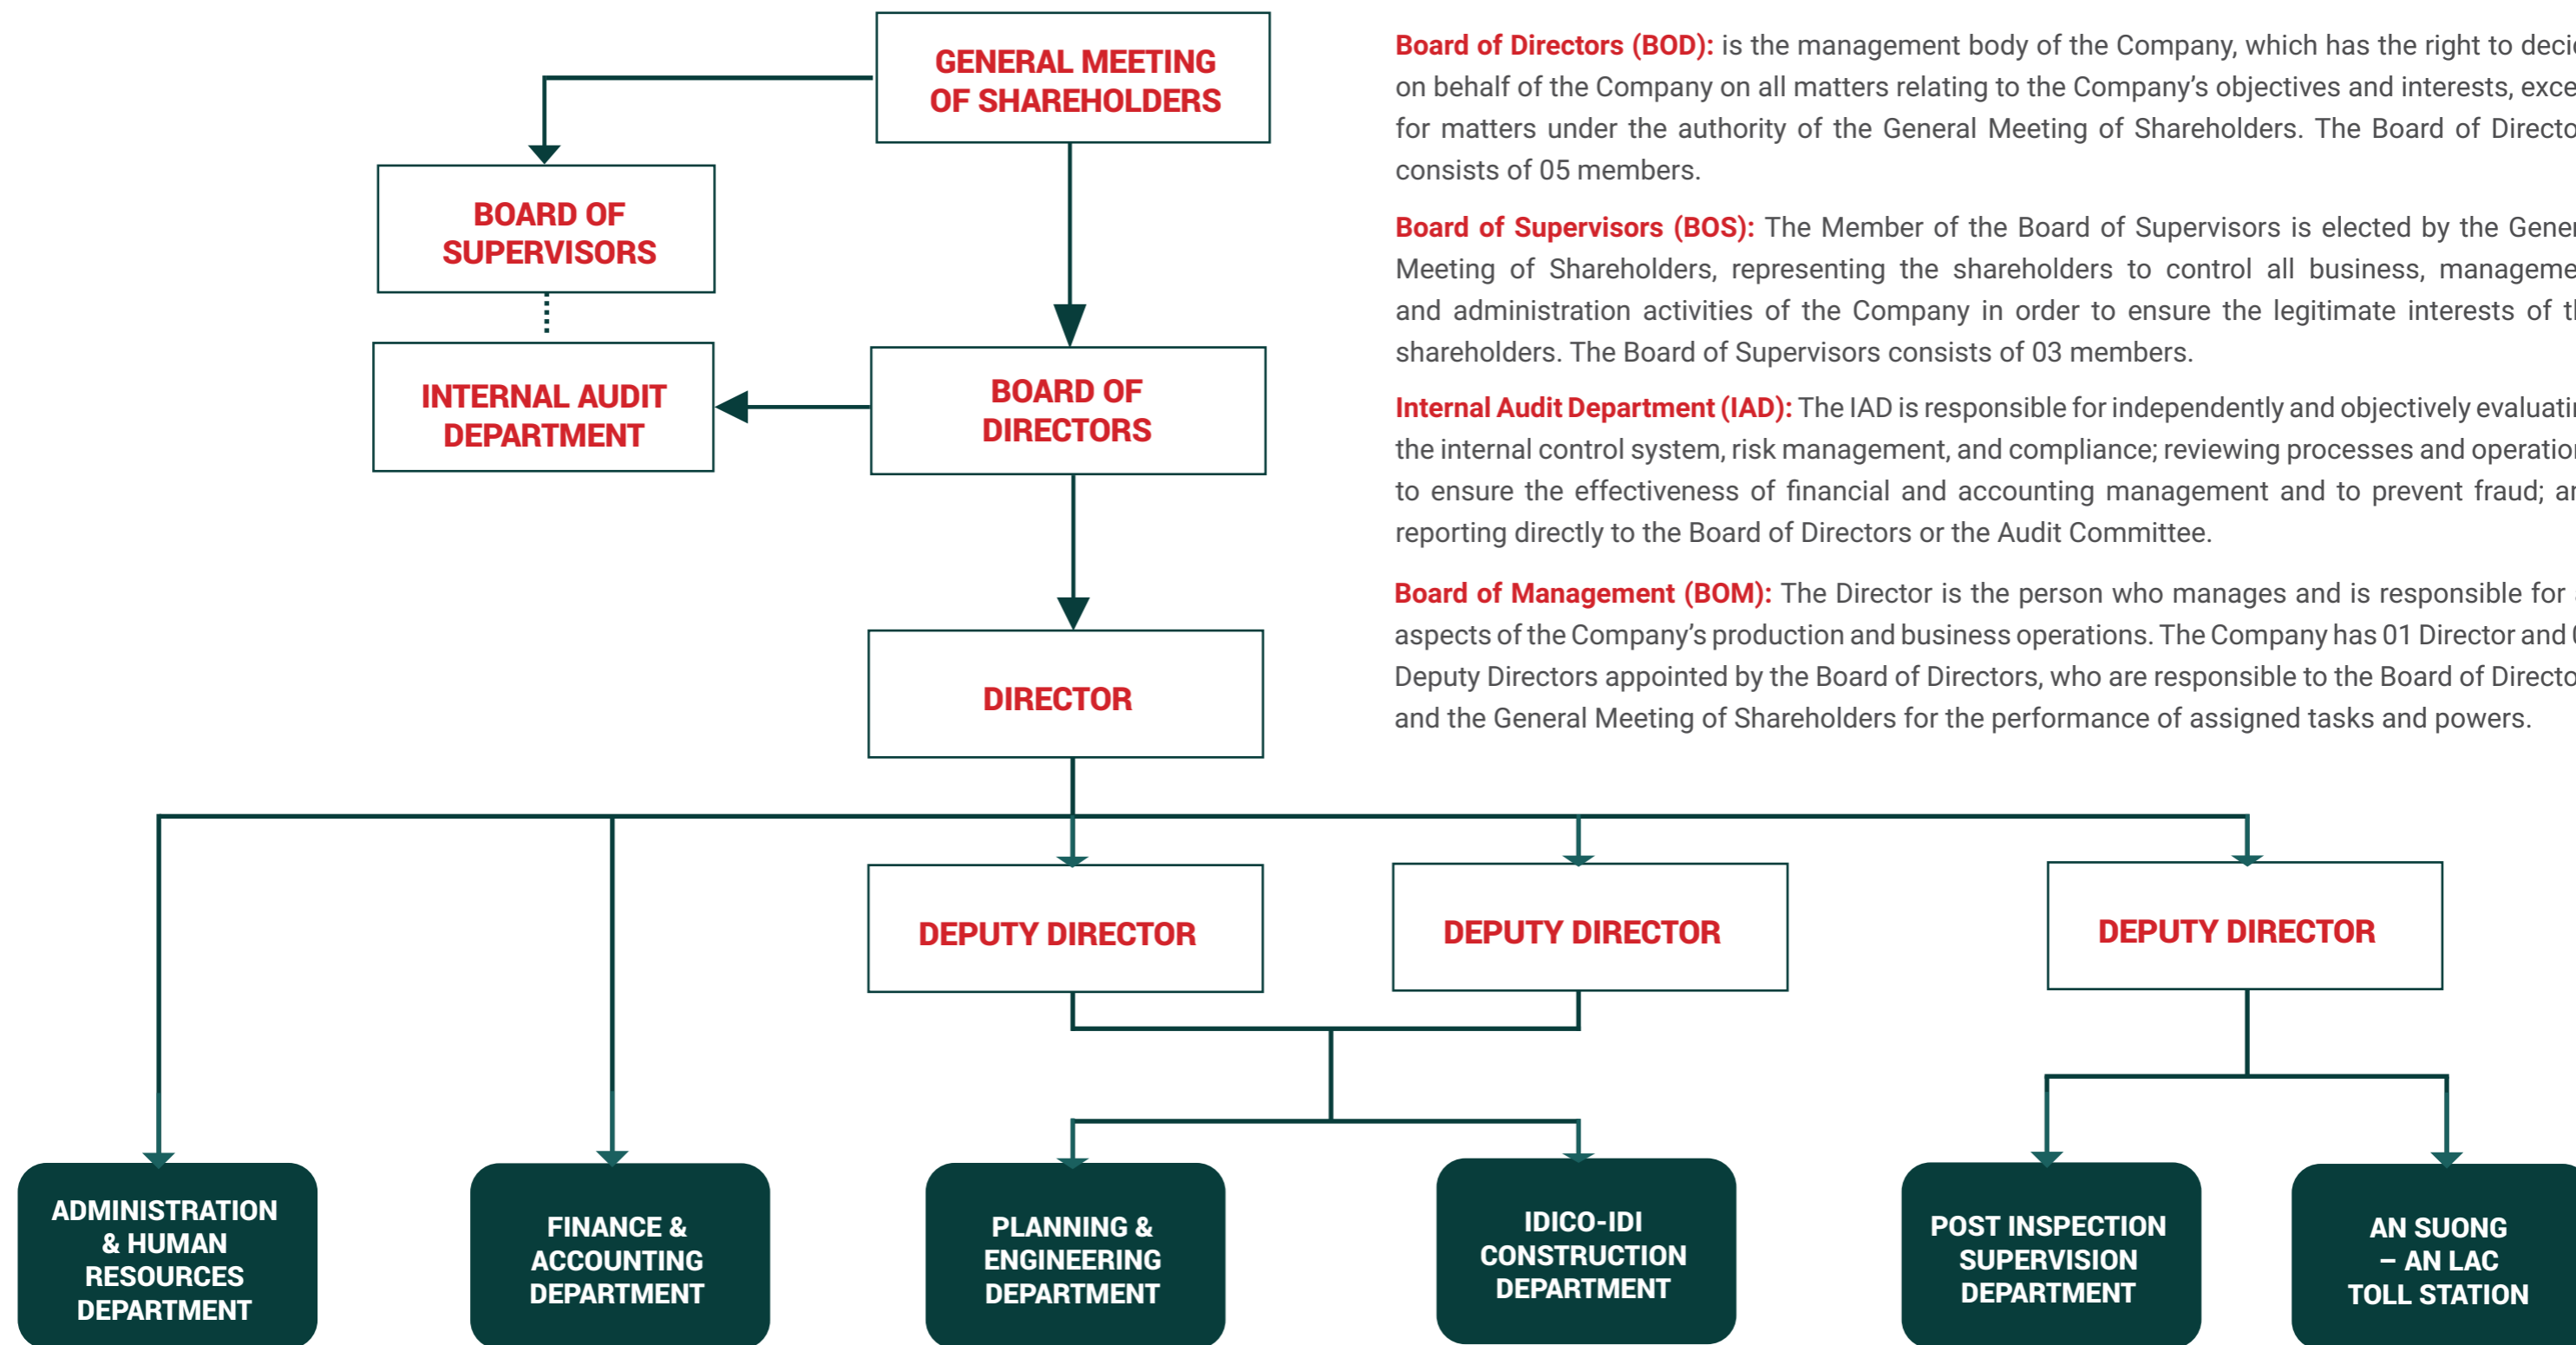 GENERAL MEETING
OF SHAREHOLDERS
BOARD OF
SUPERVISORS
INTERNAL AUDIT
DEPARTMENT
BOARD OF
DIRECTORS
DIRECTOR
Board of Directors (BOD): is the management body of the Company, which has the right to
on behalf of the Company on all matters relating to the Company’s objectives and interests,
for matters under the authority of the General Meeting of Shareholders. The Board of
consists of 05 members.
Board of Supervisors (BOS): The Member of the Board of Supervisors is elected by the
Meeting of Shareholders, representing the shareholders to control all business,
and administration activities of the Company in order to ensure the legitimate interests of
shareholders. The Board of Supervisors consists of 03 members.
Internal Audit Department (IAD): The IAD is responsible for independently and objectively
the internal control system, risk management, and compliance; reviewing processes and
to ensure the effectiveness of financial and accounting management and to prevent fraud;
reporting directly to the Board of Directors or the Audit Committee.
Board of Management (BOM): The Director is the person who manages and is responsible for
aspects of the Company’s production and business operations. The Company has 01 Director and
Deputy Directors appointed by the Board of Directors, who are responsible to the Board of
and the General Meeting of Shareholders for the performance of assigned tasks and powers.
DEPUTY DIRECTOR
DEPUTY DIRECTOR
DEPUTY DIRECTOR
ADMINISTRATION
& HUMAN
RESOURCES
DEPARTMENT
FINANCE &
ACCOUNTING
DEPARTMENT
PLANNING &
ENGINEERING
DEPARTMENT
IDICO-IDI
CONSTRUCTION
DEPARTMENT
POST INSPECTION
SUPERVISION
DEPARTMENT
AN SUONG
– AN LAC
TOLL STATION